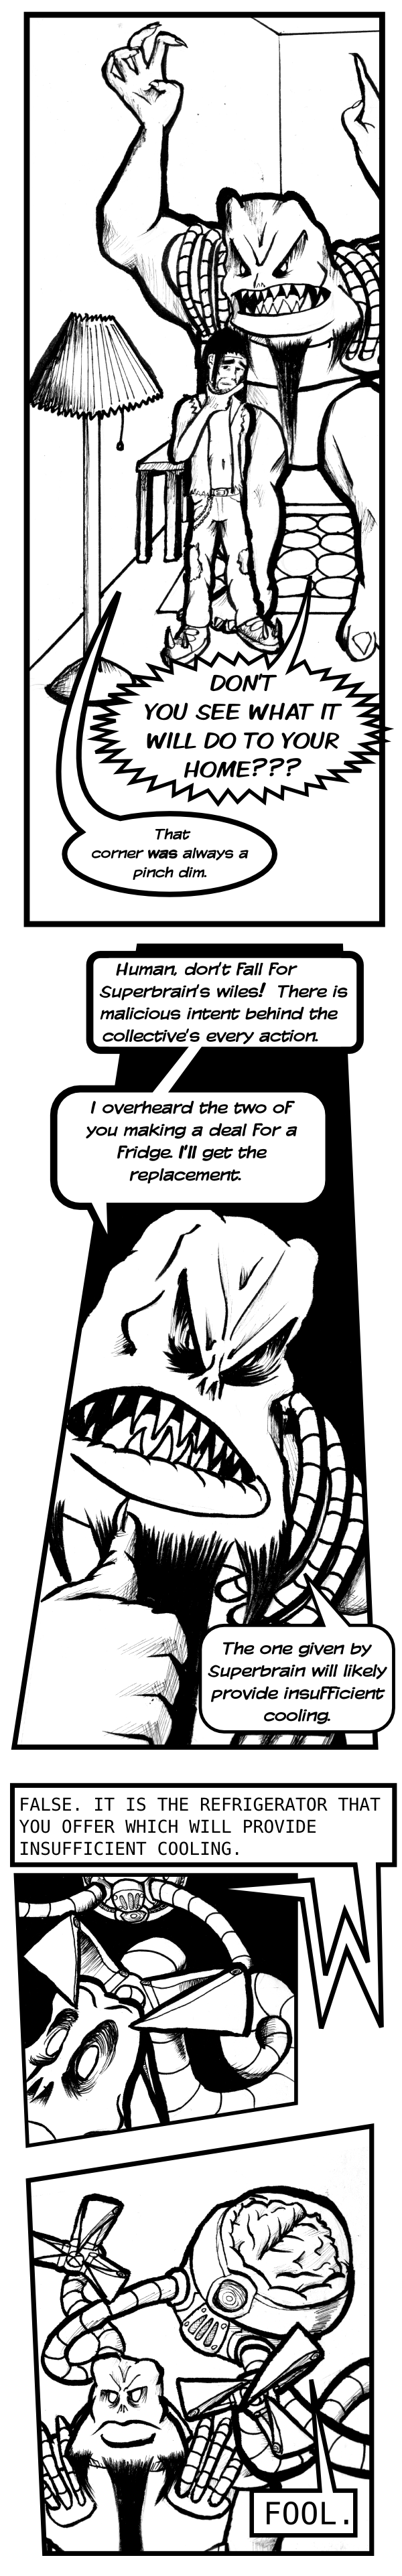 DON'T
YOU SEE WHAT IT
WILL DO TO YOUR
HOME???
That
corner was always a
pinch dim.
Human, don't fall for
Superbrain's wiles! There is
malicious intent behind the
collective's every action.
I overheard the two of
you making a deal for a
fridge. I'll get the
replacement.
The one given by
Superbrain will likely
provide insufficient
cooling.
FALSE. IT IS THE REFRIGERATOR THAT
YOU OFFER WHICH WILL PROVIDE
INSUFFICIENT COOLING.
FOOL.